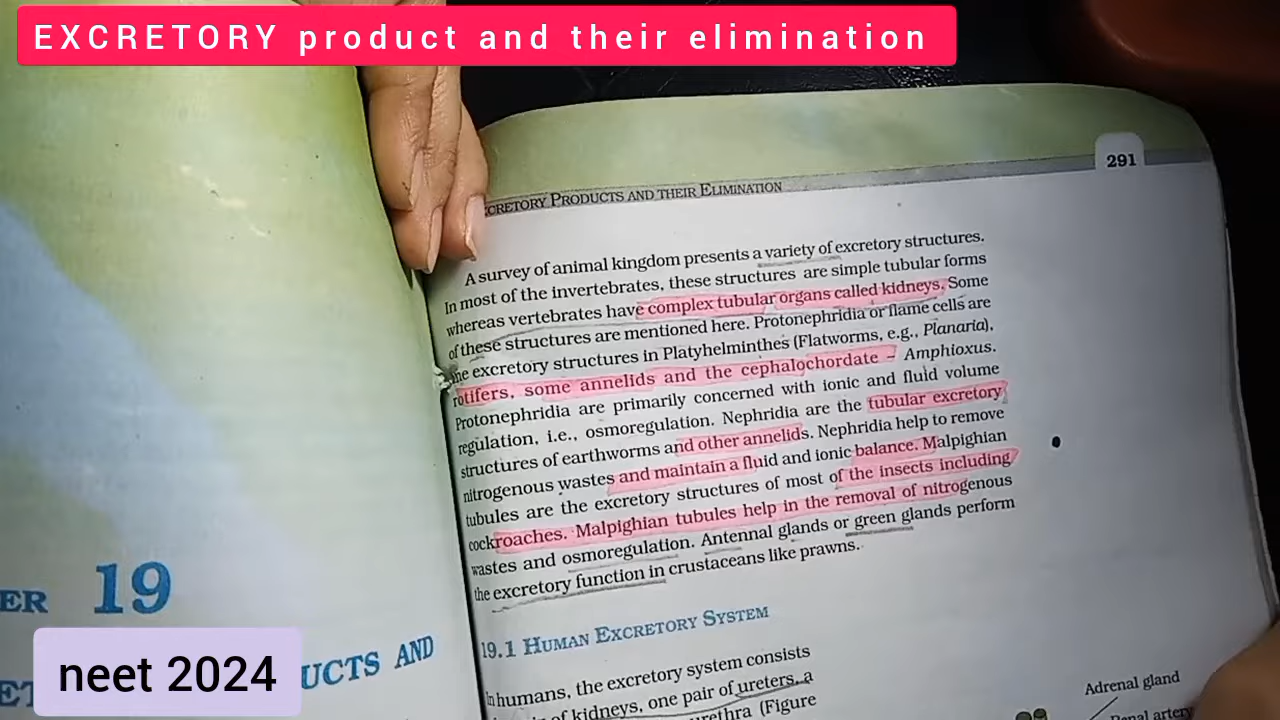 EXCRETORY product and their elimination
291
CRETORY PRODUCTS AND THEIR ELIMINATION
A survey of animal kingdom presents a variety of excretory structures.
In most of the invertebrates, these structures are simple tubular forms
whereas vertebrates have complex tubular organs called kidneys. Some
of these structures are mentioned here. Protonephridia or flame cells are
he excretory structures in Platyhelminthes (Flatworms, e.g., Planaria),
rotifers, some annelids and the cephalochordate – Amphioxus.
Protonephridia are primarily concerned with ionic and fluid volume
regulation, i.e., osmoregulation. Nephridia are the tubular excretory
structures of earthworms and other annelids. Nephridia help to remove
nitrogenous wastes and maintain a fluid and ionic balance. Malpighian
tubules are the excretory structures of most of the insects including
cockroaches. Malpighian tubules help in the removal of nitrogenous
wastes and osmoregulation. Antennal glands or green glands perform
the excretory function in crustaceans like prawns.
19.1 HUMAN EXCRETORY SYSTEM
In humans, the excretory system consists
of kidneys, one pair of ureters, a
urethra (Figure
Adrenal gland
Renal artery
ER 19
UCTS AND
neet 2024